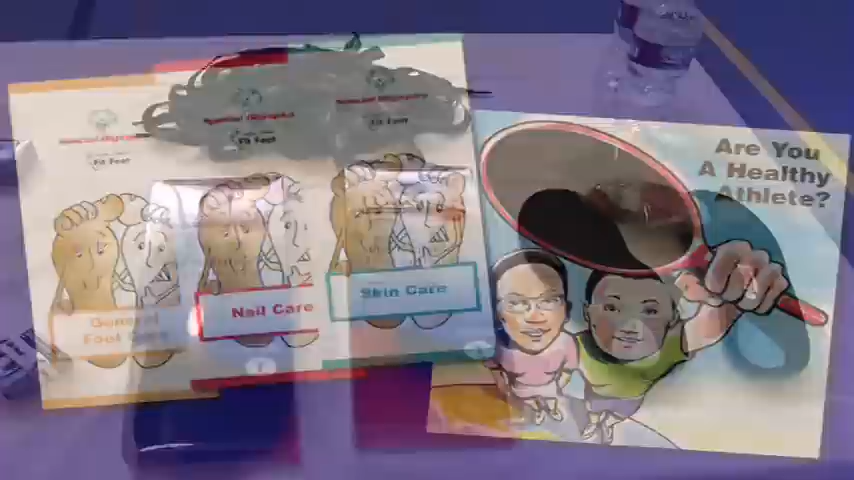 Special Olympics
Fit Feet
General
Foot Care
Special Olympics
Fit Feet
Nail Care
Special Olympics
Fit Feet
Skin Care
Are You
A Healthy
Athlete?